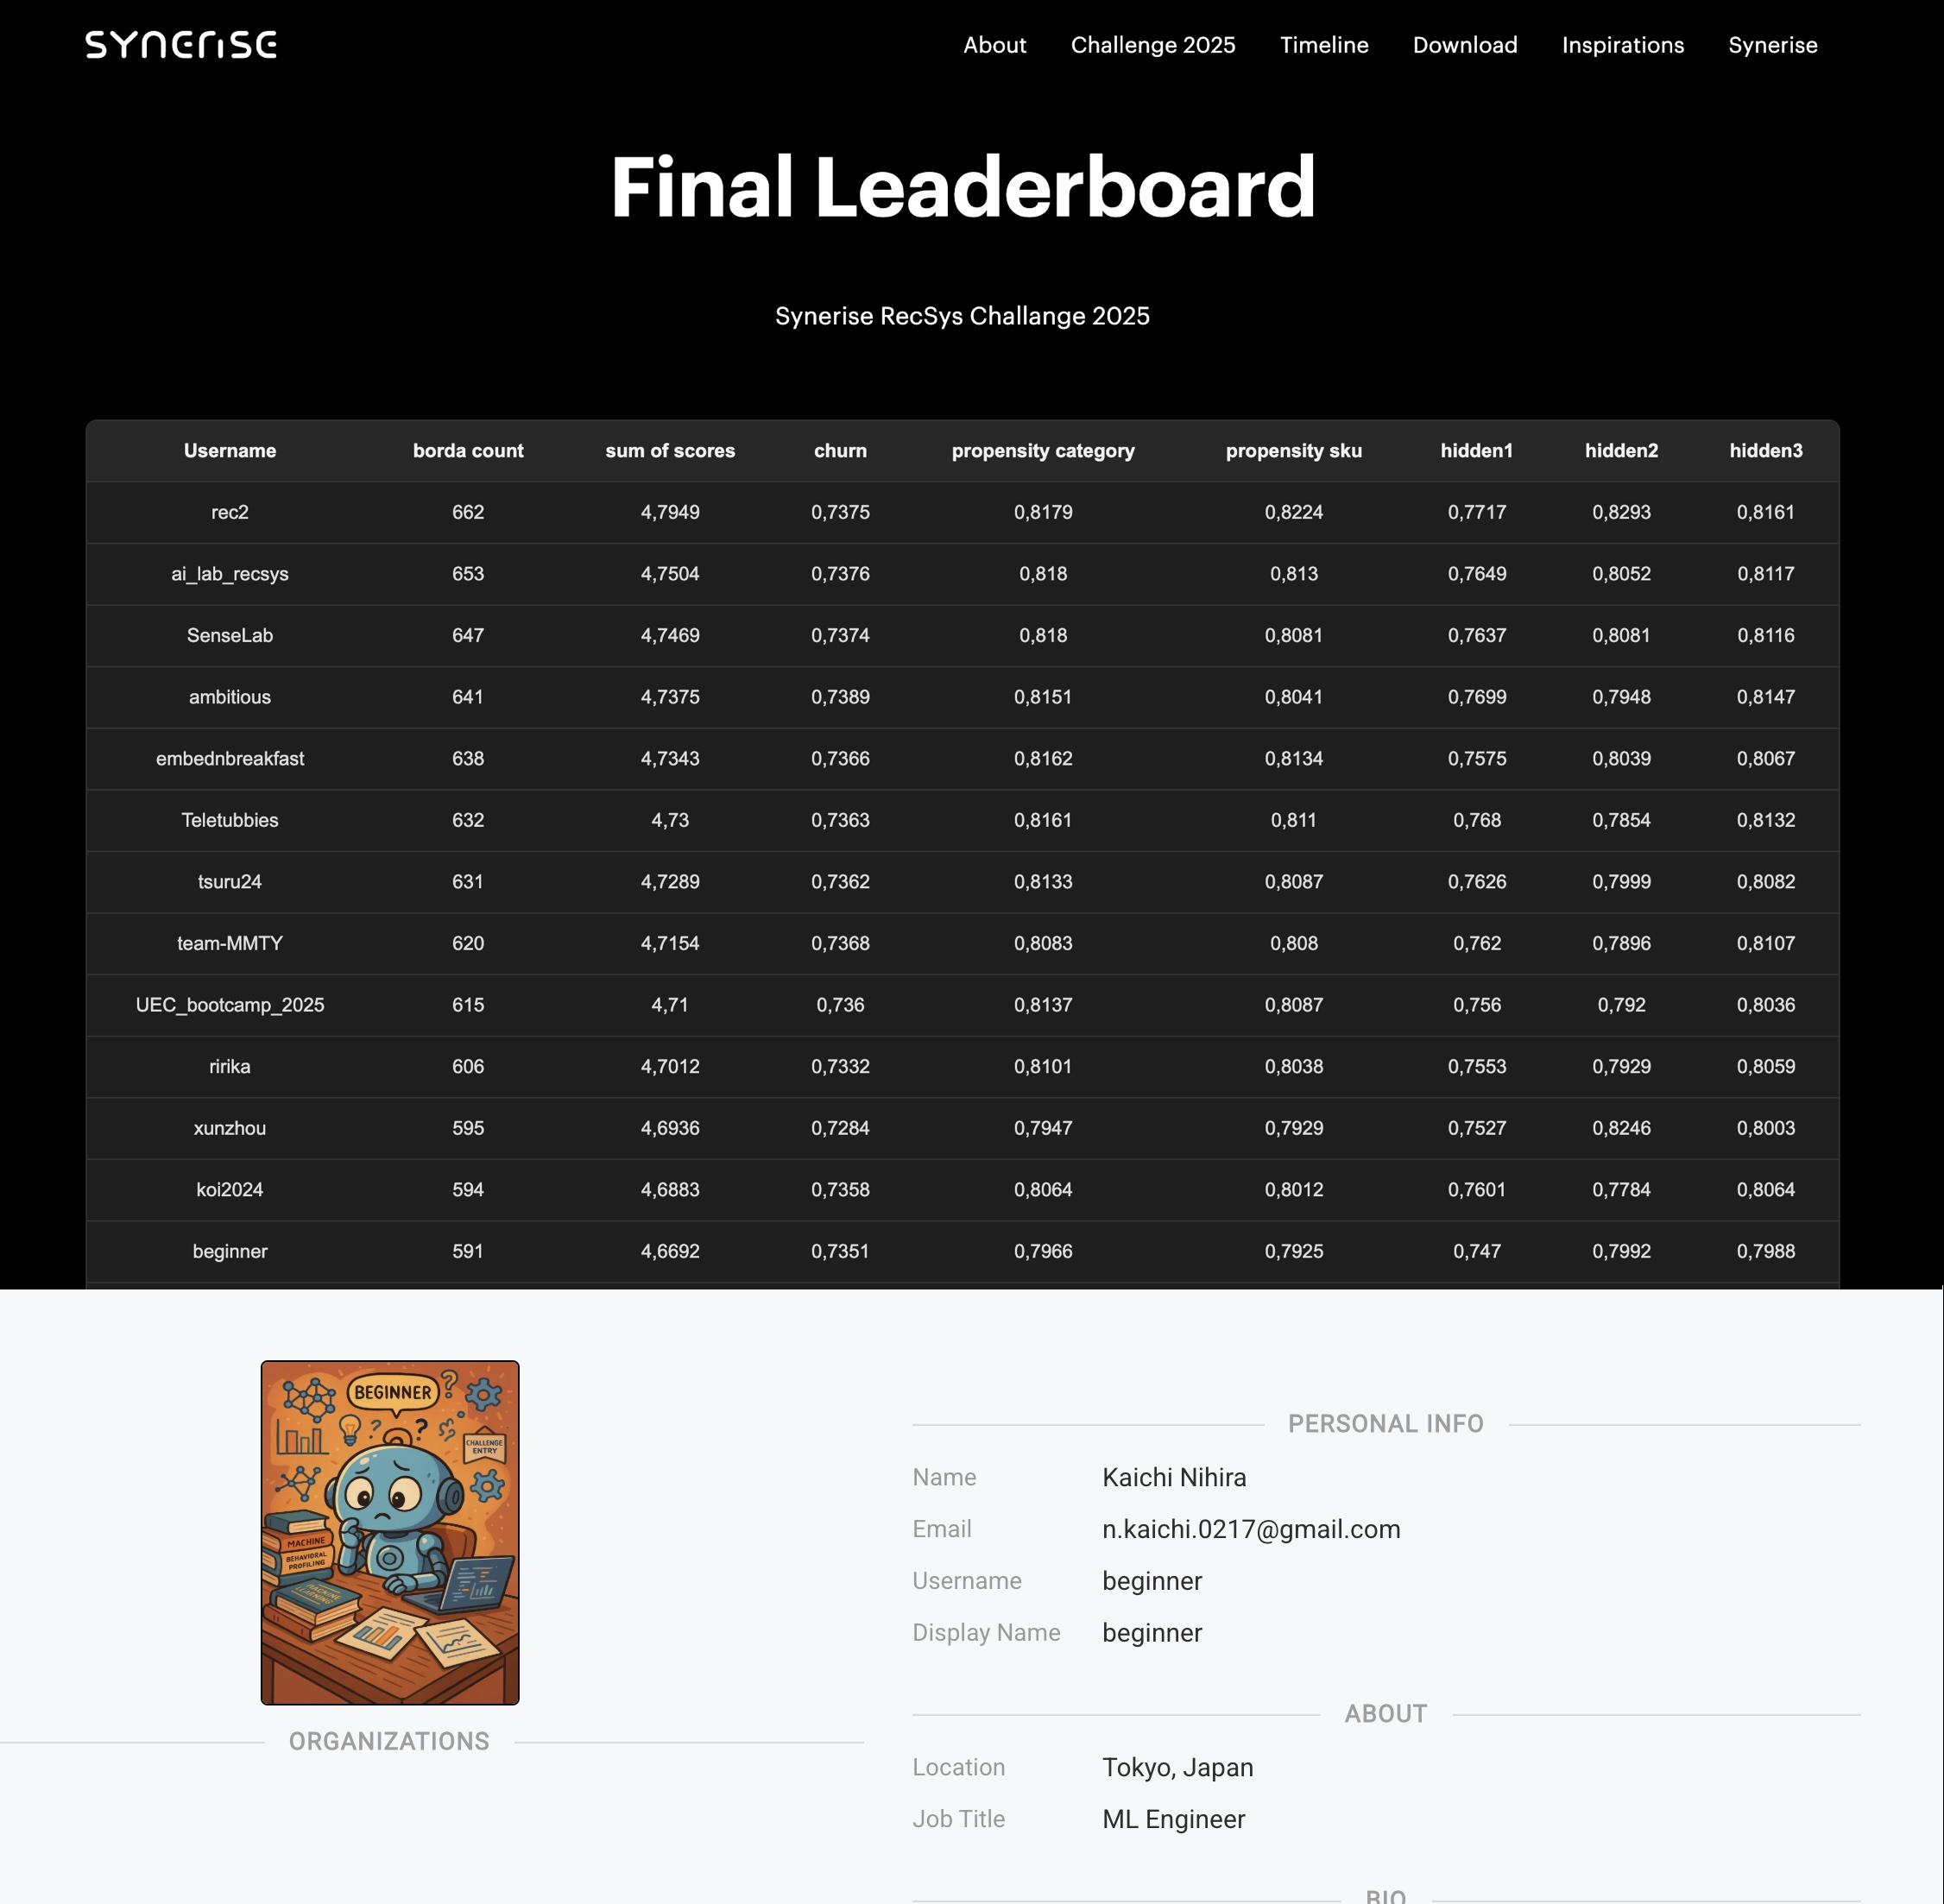 SYNERISE
About Challenge 2025 Timeline Download Inspirations Synerise
Final Leaderboard
Synerise RecSys Challange 2025
Username borda count sum of scores churn propensity category propensity sku hidden1 hidden2 hidden3
rec2 662 4,7949 0,7375 0,8179 0,8224 0,7717 0,8293 0,8161
ai_lab_recsys 653 4,7504 0,7376 0,818 0,813 0,7649 0,8052 0,8117
SenseLab 647 4,7469 0,7374 0,818 0,8081 0,7637 0,8081 0,8116
ambitious 641 4,7375 0,7389 0,8151 0,8041 0,7699 0,7948 0,8147
embednbreakfast 638 4,7343 0,7366 0,8162 0,8134 0,7575 0,8039 0,8067
Teletubbies 632 4,73 0,7363 0,8161 0,811 0,768 0,7854 0,8132
tsuru24 631 4,7289 0,7362 0,8133 0,8087 0,7626 0,7999 0,8082
team-MMTY 620 4,7154 0,7368 0,8083 0,808 0,762 0,7896 0,8107
UEC_bootcamp_2025 615 4,71 0,736 0,8137 0,8087 0,756 0,792 0,8036
ririka 606 4,7012 0,7332 0,8101 0,8038 0,7553 0,7929 0,8059
xunzhou 595 4,6936 0,7284 0,7947 0,7929 0,7527 0,8246 0,8003
koi2024 594 4,6883 0,7358 0,8064 0,8012 0,7601 0,7784 0,8064
beginner 591 4,6692 0,7351 0,7966 0,7925 0,747 0,7992 0,7988
BEGINNER
CHALLENGE
ENTRY
MACHINE
BEHAVIORAL
PROFILING
MACHINE
ORGANIZATIONS
PERSONAL INFO
Name Kaichi Nihira
Email n.kaichi.0217@gmail.com
Username beginner
Display Name beginner
ABOUT
Location Tokyo, Japan
Job Title ML Engineer
BIO